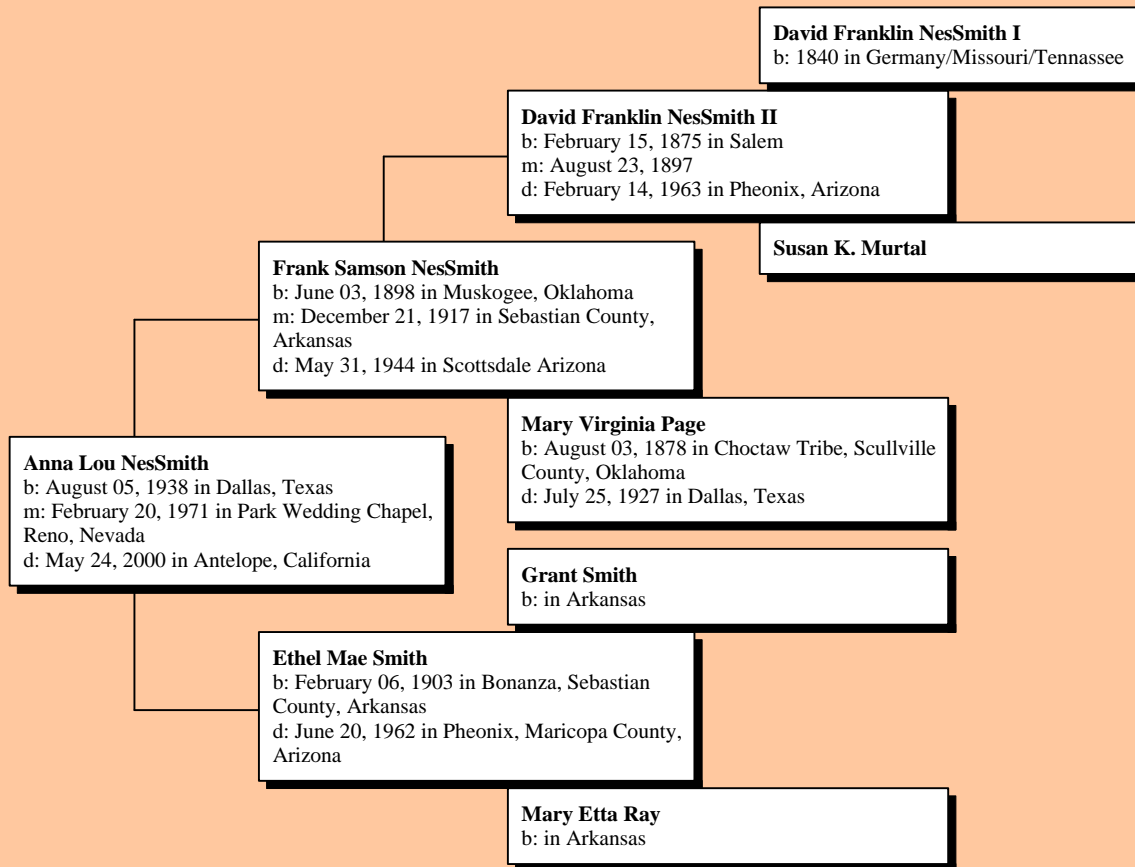 David Franklin NesSmith I
b: 1840 in Germany/Missouri/Tennassee
David Franklin NesSmith II
b: February 15, 1875 in Salem
m: August 23, 1897
d: February 14, 1963 in Pheonix, Arizona
Susan K. Murtal
Frank Samson NesSmith
b: June 03, 1898 in Muskogee, Oklahoma
m: December 21, 1917 in Sebastian County,
Arkansas
d: May 31, 1944 in Scottsdale Arizona
Mary Virginia Page
b: August 03, 1878 in Choctaw Tribe, Scullville
County, Oklahoma
d: July 25, 1927 in Dallas, Texas
Anna Lou NesSmith
b: August 05, 1938 in Dallas, Texas
m: February 20, 1971 in Park Wedding Chapel,
Reno, Nevada
d: May 24, 2000 in Antelope, California
Grant Smith
b: in Arkansas
Ethel Mae Smith
b: February 06, 1903 in Bonanza, Sebastian
County, Arkansas
d: June 20, 1962 in Pheonix, Maricopa County,
Arizona
Mary Etta Ray
b: in Arkansas